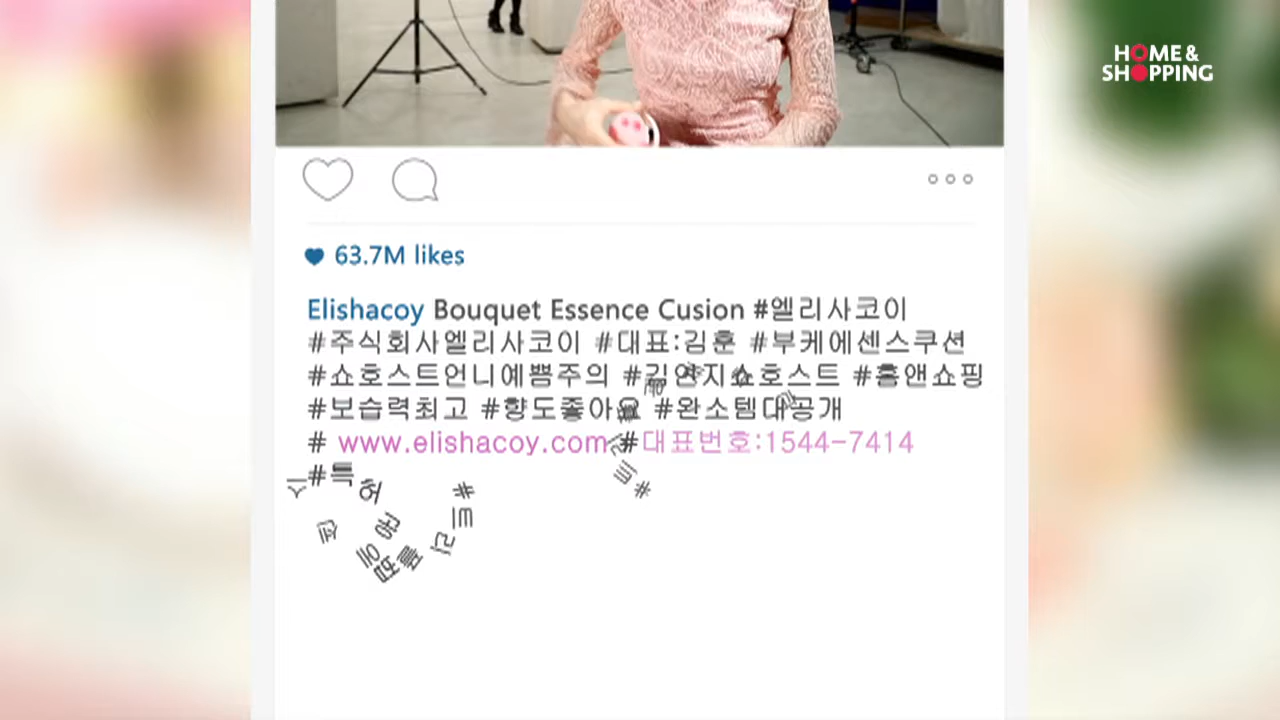 HOME &
SHOPPING
63.7M likes
Elishacoy Bouquet Essence Cusion #엘리사코이
#주식회사엘리사코이 #대표:김훈 #부케에센스쿠션
#쇼호스트언니예쁨주의 #김연지쇼호스트 #홈앤쇼핑
#보습력최고 #향도좋아요 #완소템대공개
# www.elishacoy.com #대표번호:1544-7414
#특허